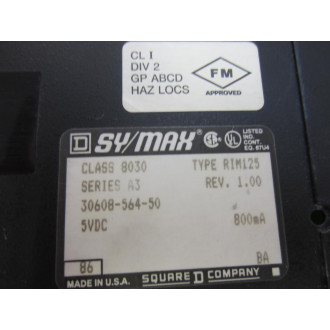 CL I
DIV 2
GP ABCD
HAZ LOCS
FM
APPROVED
D SY/MAX®
LISTED
IND.
CONT.
EQ. 67U4
CLASS 8030 TYPE RIM125
SERIES A3 REV. 1.00
30608-564-50
5VDC 800mA
86 BA
MADE IN U.S.A. SQUARE D COMPANY